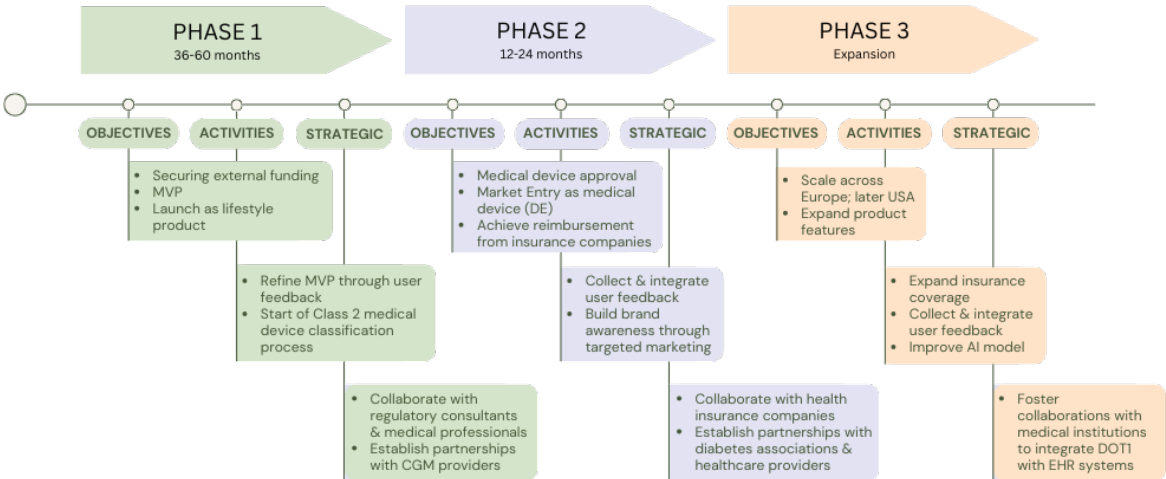 PHASE 1
36-60 months
PHASE 2
12-24 months
PHASE 3
Expansion
OBJECTIVES
ACTIVITIES
STRATEGIC
OBJECTIVES
ACTIVITIES
STRATEGIC
OBJECTIVES
ACTIVITIES
STRATEGIC
• Securing external funding
• MVP
• Launch as lifestyle
product
• Refine MVP through user
feedback
• Start of Class 2 medical
device classification
process
• Collaborate with
regulatory consultants
& medical professionals
• Establish partnerships
with CGM providers
• Medical device approval
• Market Entry as medical
device (DE)
• Achieve reimbursement
from insurance companies
• Collect & integrate
user feedback
• Build brand
awareness through
targeted marketing
• Collaborate with health
insurance companies
• Establish partnerships with
diabetes associations &
healthcare providers
• Scale across
Europe; later USA
• Expand product
features
• Expand insurance
coverage
• Collect & integrate
user feedback
• Improve AI model
• Foster
collaborations with
medical institutions
to integrate DOT1
with EHR systems